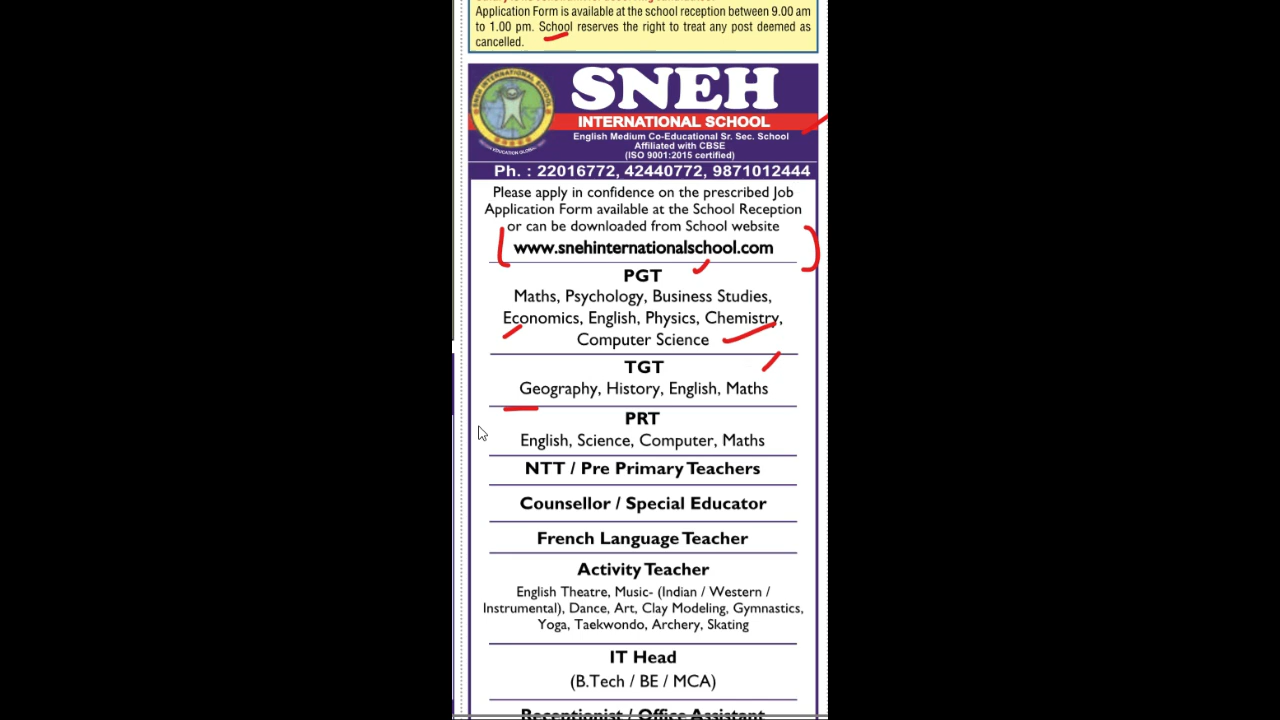 Application Form is available at the school reception between 9.00 am
to 1.00 pm. School reserves the right to treat any post deemed as
cancelled.
SNEH INTERNATIONAL SCHOOL
SNEH
INTERNATIONAL SCHOOL
English Medium Co-Educational Sr. Sec. School
Affiliated with CBSE
(ISO 9001:2015 certified)
Ph. : 22016772, 42440772, 9871012444
Please apply in confidence on the prescribed Job
Application Form available at the School Reception
or can be downloaded from School website
www.snehinternationalschool.com
PGT
Maths, Psychology, Business Studies,
Economics, English, Physics, Chemistry,
Computer Science
TGT
Geography, History, English, Maths
PRT
English, Science, Computer, Maths
NTT / Pre Primary Teachers
Counsellor / Special Educator
French Language Teacher
Activity Teacher
English Theatre, Music- (Indian / Western /
Instrumental), Dance, Art, Clay Modeling, Gymnastics,
Yoga, Taekwondo, Archery, Skating
IT Head
(B.Tech / BE / MCA)
Receptionist / Office Assistant